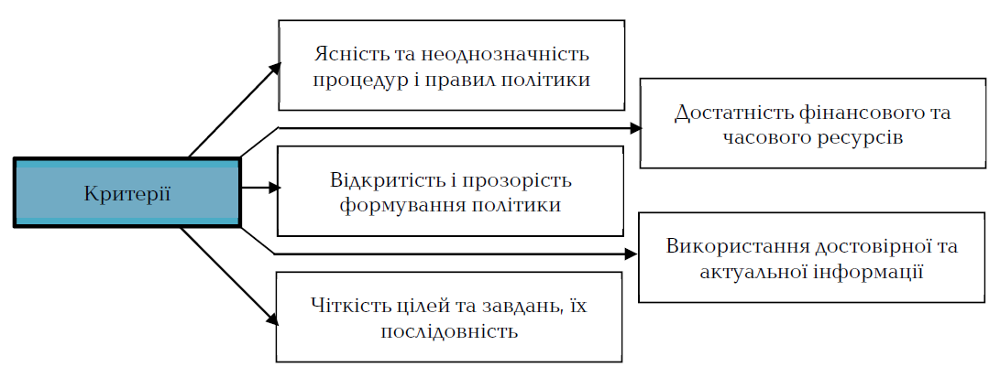 Ясність та неоднозначність
процедур і правил політики
Достатність фінансового та
часового ресурсів
Критерії
Відкритість і прозорість
формування політики
Використання достовірної та
актуальної інформації
Чіткість цілей та завдань, їх
послідовність